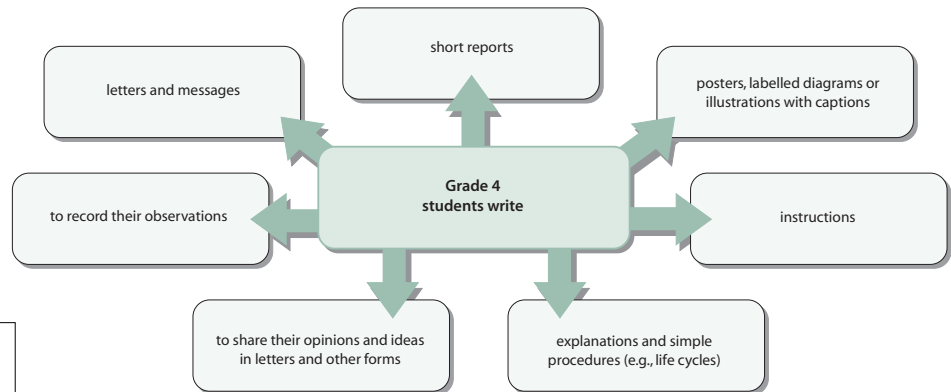 short reports
letters and messages
posters, labelled diagrams or
illustrations with captions
Grade 4
students write
to record their observations
instructions
to share their opinions and ideas
in letters and other forms
explanations and simple
procedures (e.g., life cycles)